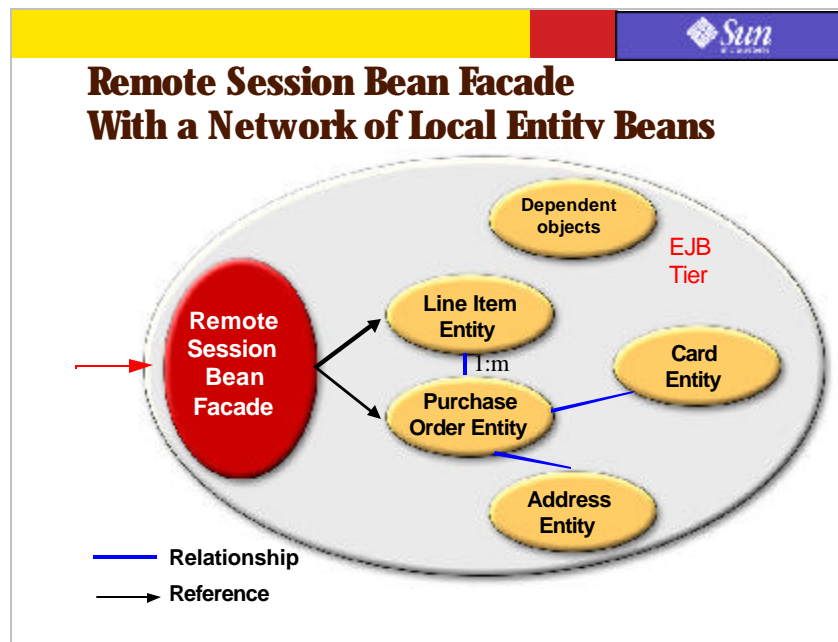 Sun
Remote Session Bean Facade
With a Network of Local Entity Beans
Dependent
objects
EJB
Tier
Line Item
Entity
Remote
Session
Bean
Facade
1:m
Card
Entity
Purchase
Order Entity
Address
Entity
Relationship
Reference